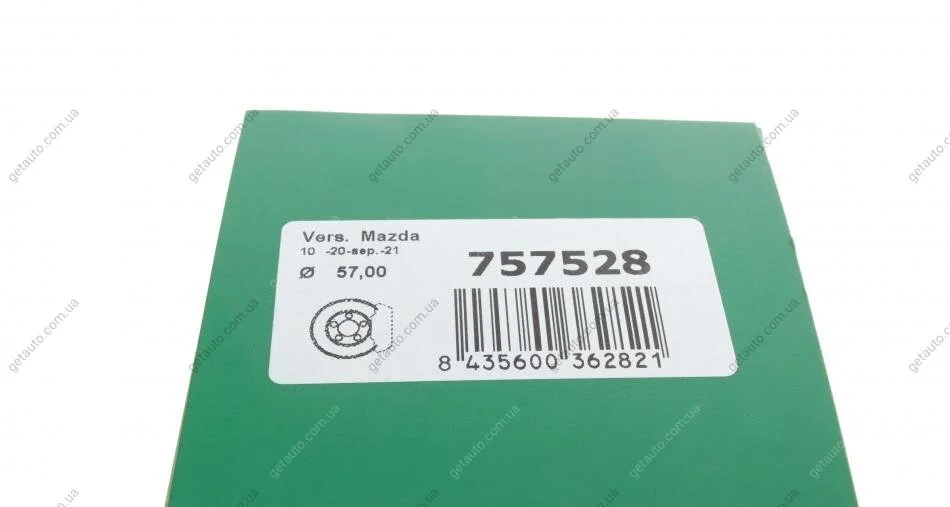 Vers. Mazda
10 -20-sep.-21
Ø 57,00
757528
8 435600 362821
getauto.com.ua